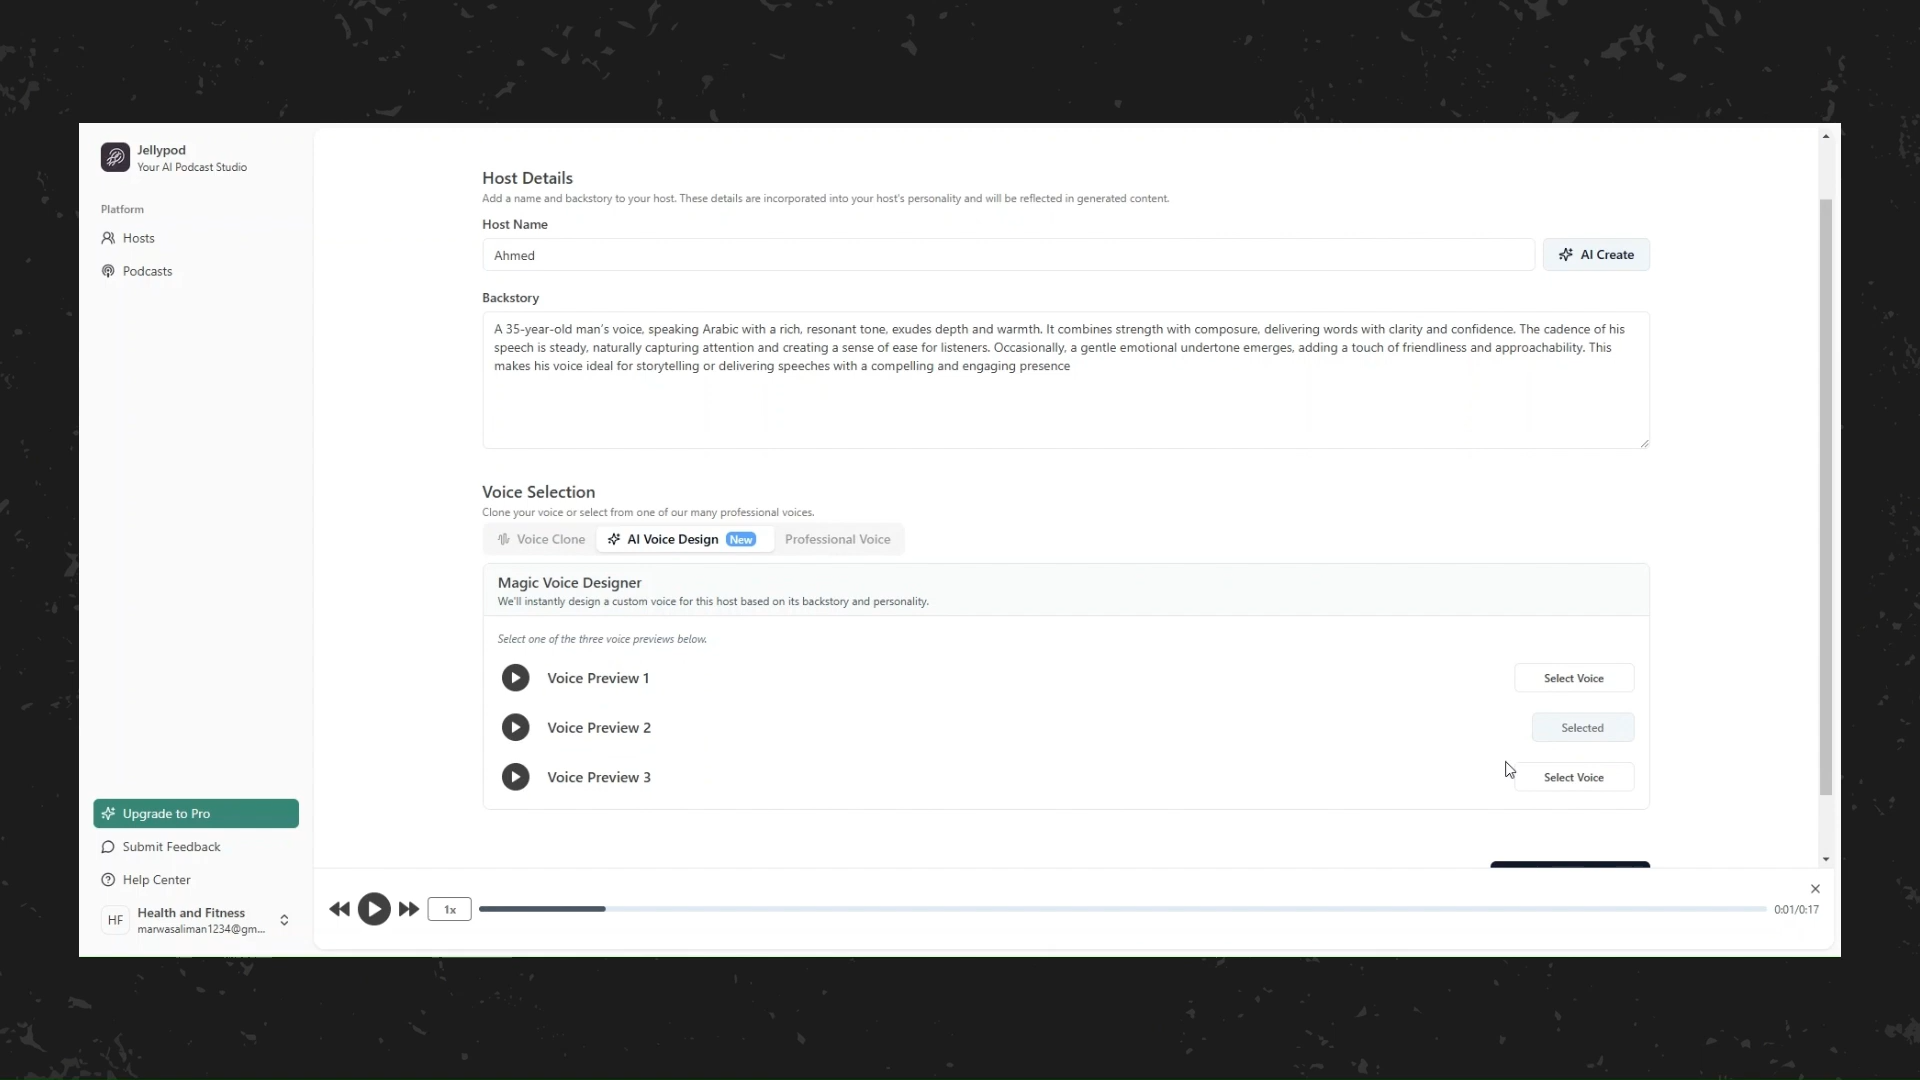 Jellypod
Your AI Podcast Studio
Platform
Hosts
Podcasts
Host Details
Add a name and backstory to your host. These details are incorporated into your host's personality and will be reflected in generated content.
Host Name
Ahmed
AI Create
Backstory
A 35-year-old man's voice, speaking Arabic with a rich, resonant tone, exudes depth and warmth. It combines strength with composure, delivering words with clarity and confidence. The cadence of his
speech is steady, naturally capturing attention and creating a sense of ease for listeners. Occasionally, a gentle emotional undertone emerges, adding a touch of friendliness and approachability. This
makes his voice ideal for storytelling or delivering speeches with a compelling and engaging presence
Voice Selection
Clone your voice or select from one of our many professional voices.
Voice Clone
AI Voice Design New
Professional Voice
Magic Voice Designer
We'll instantly design a custom voice for this host based on its backstory and personality.
Select one of the three voice previews below.
Voice Preview 1
Select Voice
Voice Preview 2
Selected
Voice Preview 3
Select Voice
Upgrade to Pro
Submit Feedback
Help Center
HF
Health and Fitness
marwasaliman1234@gm...
1x
0:01/0:17